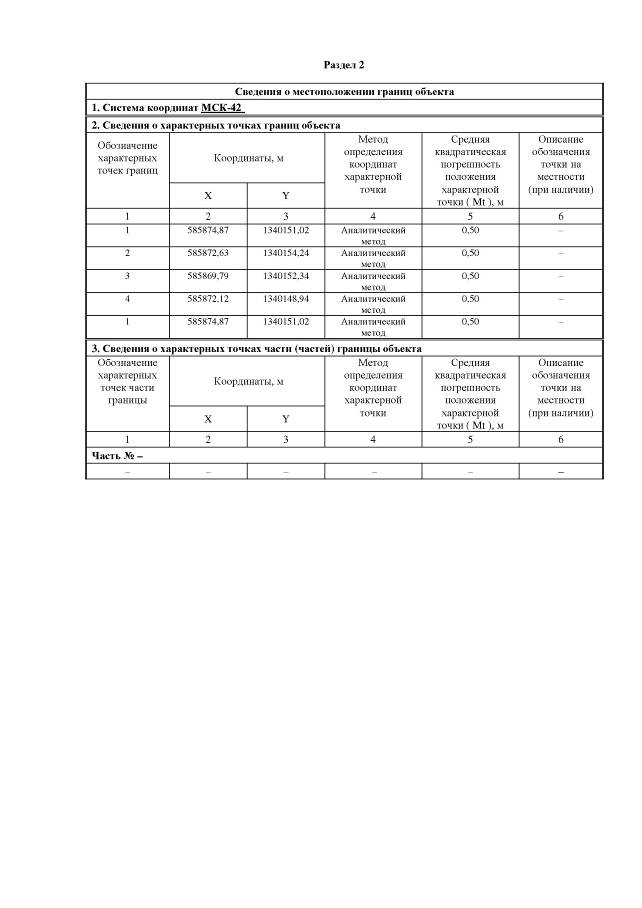 Раздел 2
Сведения о местоположении границ объекта
1. Система координат МСК-42
2. Сведения о характерных точках границ объекта
Обозначение
характерных
точек границ
Координаты, м
Метод
определения
координат
характерной
точки
Средняя
квадратическая
погрешность
положения
характерной
точки ( Mt ), м
Описание
обозначения
точки на
местности
(при наличии)
X Y
1 2 3 4 5 6
1 585874,87 1340151,02 Аналитический
метод 0,50 –
2 585872,63 1340154,24 Аналитический
метод 0,50 –
3 585869,79 1340152,34 Аналитический
метод 0,50 –
4 585872,12 1340148,94 Аналитический
метод 0,50 –
1 585874,87 1340151,02 Аналитический
метод 0,50 –
3. Сведения о характерных точках части (частей) границы объекта
Обозначение
характерных
точек части
границы
Координаты, м
Метод
определения
координат
характерной
точки
Средняя
квадратическая
погрешность
положения
характерной
точки ( Mt ), м
Описание
обозначения
точки на
местности
(при наличии)
X Y
1 2 3 4 5 6
Часть № –
– – – – – –